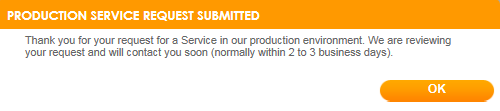 PRODUCTION SERVICE REQUEST SUBMITTED
Thank you for your request for a Service in our production environment. We are reviewing
your request and will contact you soon (normally within 2 to 3 business days).
OK